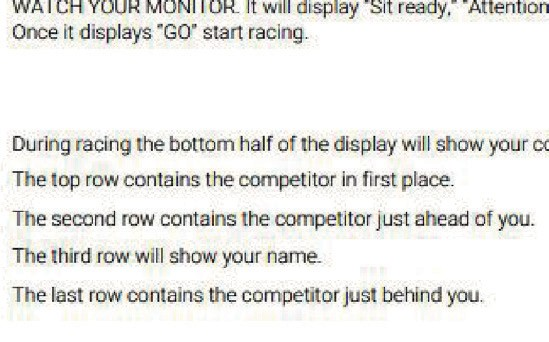 WATCH YOUR MONITOR. It will display "Sit ready," "Attention
Once it displays "GO" start racing.
During racing the bottom half of the display will show your
The top row contains the competitor in first place.
The second row contains the competitor just ahead of you.
The third row will show your name.
The last row contains the competitor just behind you.